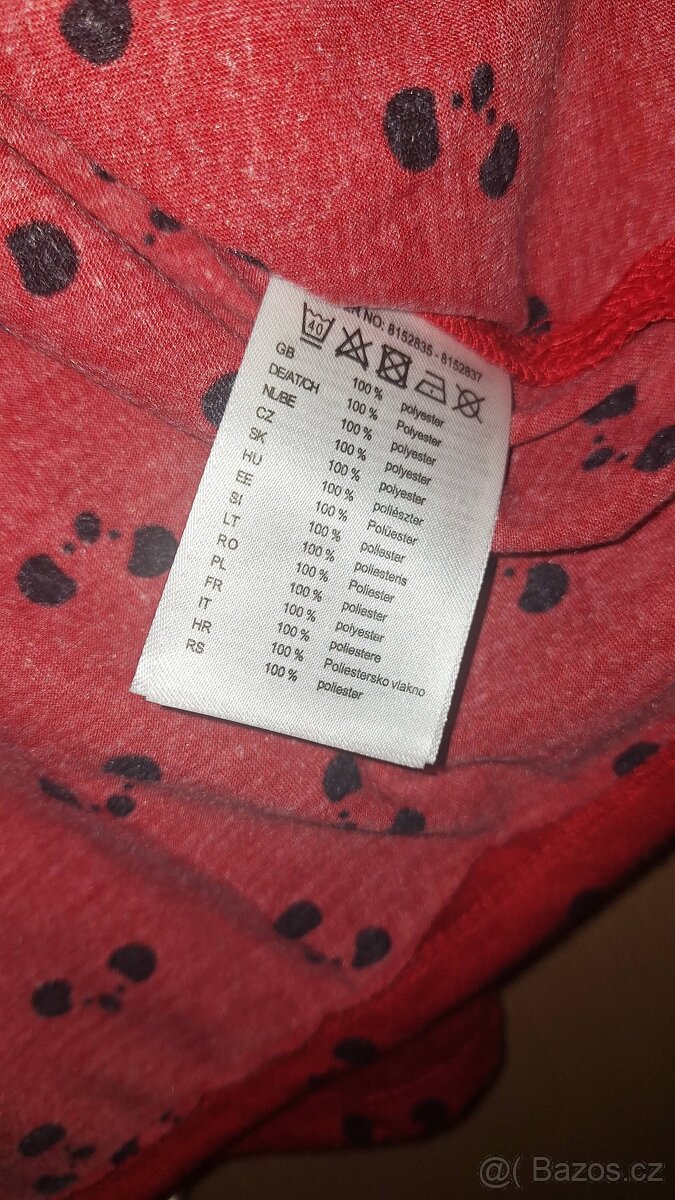 NO: 8152835 - 8152837
40
GB 100 % polyester
DE/AT/CH 100 % Polyester
NL/BE 100 % polyester
CZ 100 % polyester
SK 100 % polyester
HU 100 % poliészter
EE 100 % Polüester
SI 100 % poliester
LT 100 % poliesteris
RO 100 % Poliester
PL 100 % poliester
FR 100 % polyester
IT 100 % poliestere
HR 100 % Poliestersko vlakno
RS 100 % poliester
@( Bazos.cz